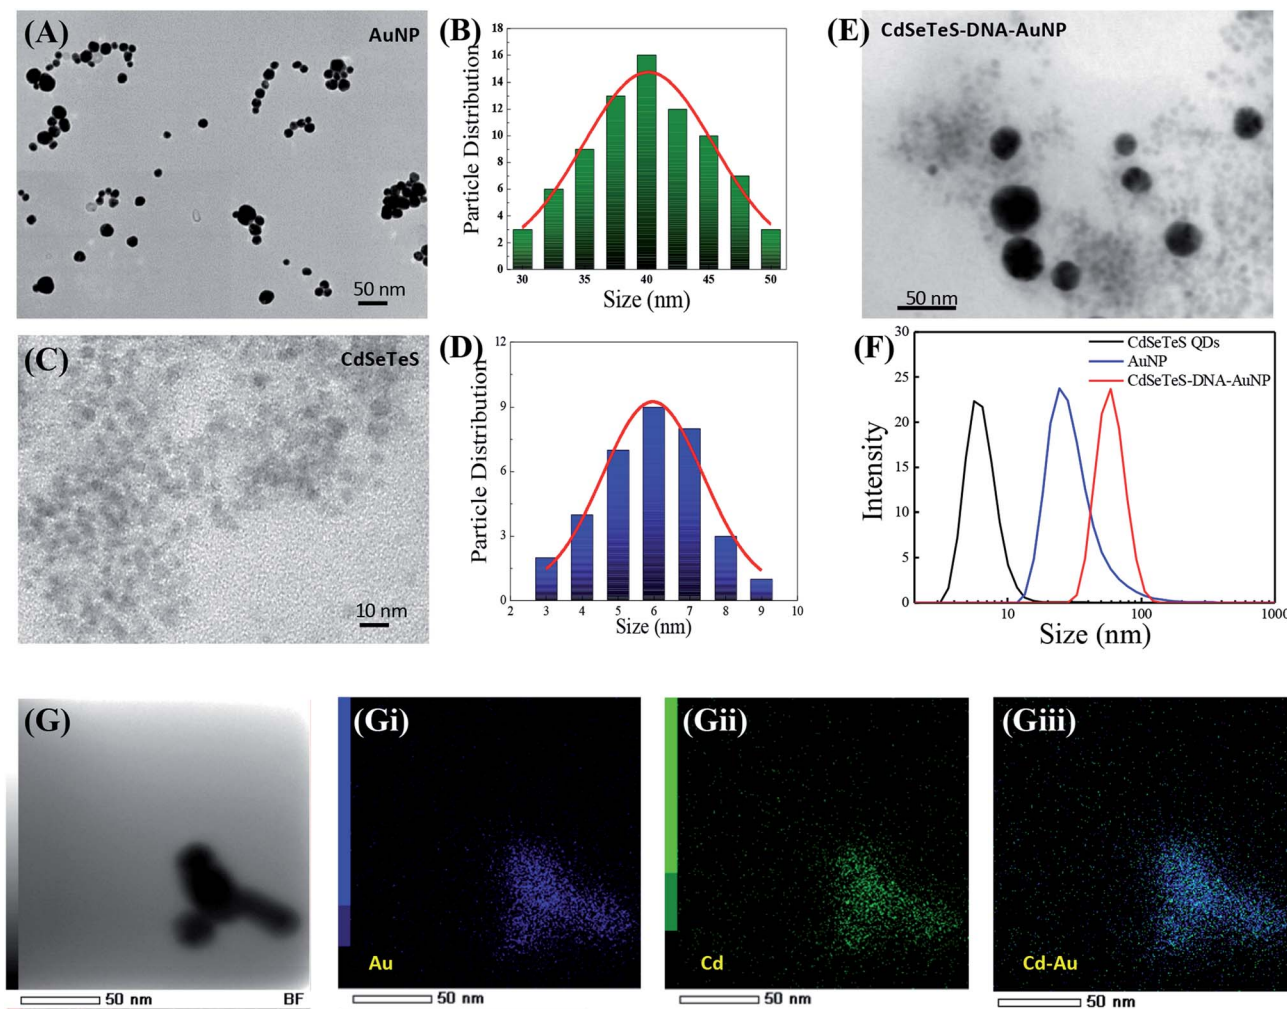 (A)
AuNP
50 nm
(B)
Particle Distribution
18
16
14
12
10
8
6
4
2
0
30 35 40 45 50
Size (nm)
(E)
CdSeTeS-DNA-AuNP
50 nm
(C)
CdSeTeS
10 nm
(D)
Particle Distribution
12
9
6
3
0
2 3 4 5 6 7 8 9 10
Size (nm)
(F)
CdSeTeS QDs
AuNP
CdSeTeS-DNA-AuNP
Intensity
30
25
20
15
10
5
0
10 100 1000
Size (nm)
(G)
50 nm BF
(Gi)
Au
50 nm
(Gii)
Cd
50 nm
(Giii)
Cd-Au
50 nm